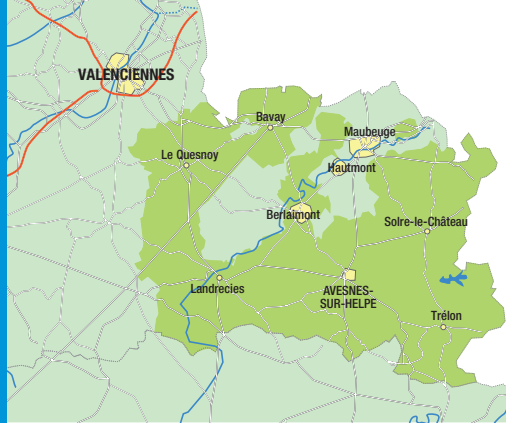 VALENCIENNES
Bavay
Maubeuge
Le Quesnoy
Hautmont
Berlaimont
Solre-le-Château
Landrecies
AVESNES-
SUR-HELPE
Trélon